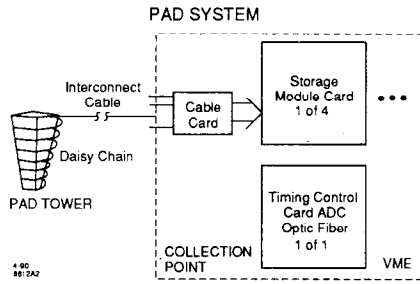 PAD SYSTEM
Interconnect
Cable
Cable
Card
Storage
Module Card
1 of 4
Daisy Chain
PAD TOWER
Timing Control
Card ADC
Optic Fiber
1 of 1
COLLECTION
POINT
VME
4-90
6612A2